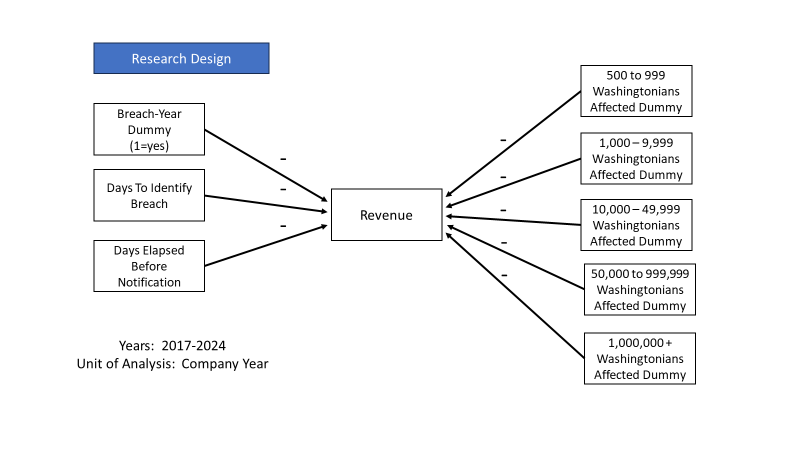 Research Design
Breach-Year
Dummy
(1=yes)
Days To Identify
Breach
Days Elapsed
Before
Notification
-
-
-
Revenue
-
-
-
-
-
500 to 999
Washingtonians
Affected Dummy
1,000 – 9,999
Washingtonians
Affected Dummy
10,000 – 49,999
Washingtonians
Affected Dummy
50,000 to 999,999
Washingtonians
Affected Dummy
1,000,000+
Washingtonians
Affected Dummy
Years: 2017-2024
Unit of Analysis: Company Year